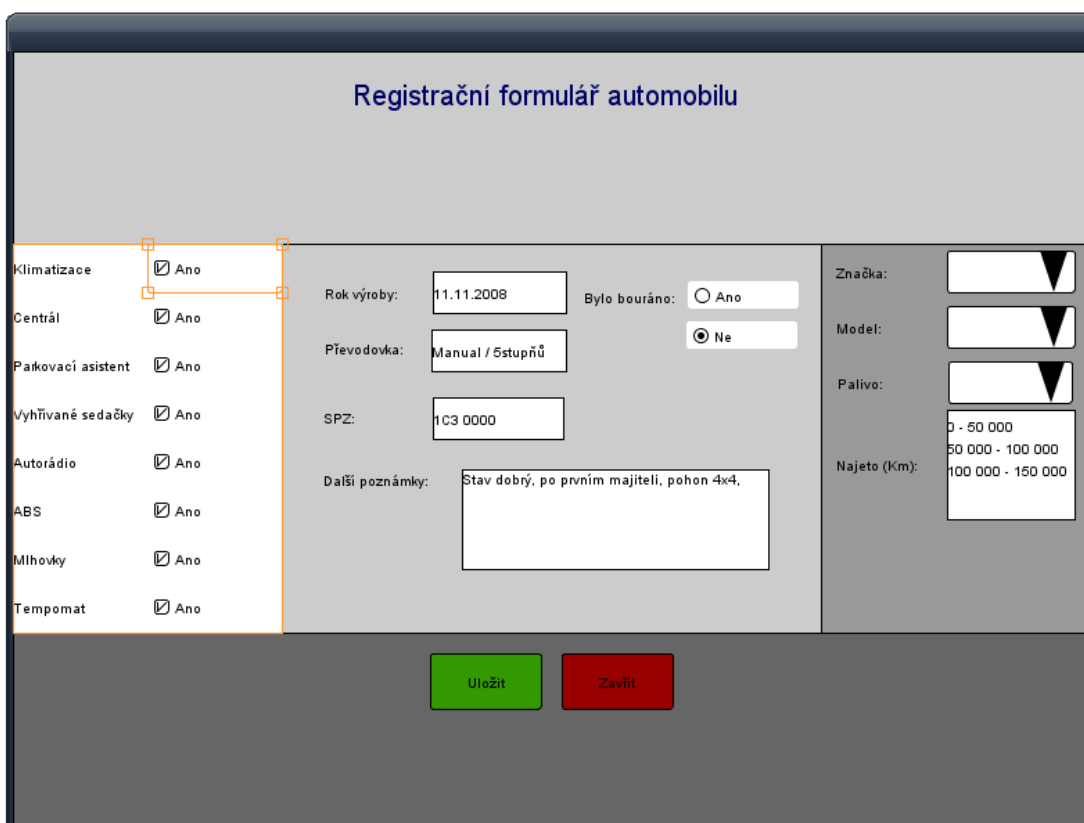 Registrační formulář automobilu
Klimatizace Ano
Centrál Ano
Parkovací asistent Ano
Vyhřívané sedačky Ano
Autorádio Ano
ABS Ano
Mlhovky Ano
Tempomat Ano
Rok výroby: 11.11.2008
Bylo bouráno: Ano
Ne
Převodovka: Manual / 5stupňů
SPZ: 1C3 0000
Další poznámky: Stav dobrý, po prvním majiteli, pohon 4x4,
Značka:
Model:
Palivo:
Najeto (Km):
0 - 50 000
50 000 - 100 000
100 000 - 150 000
Uložit
Zavřit